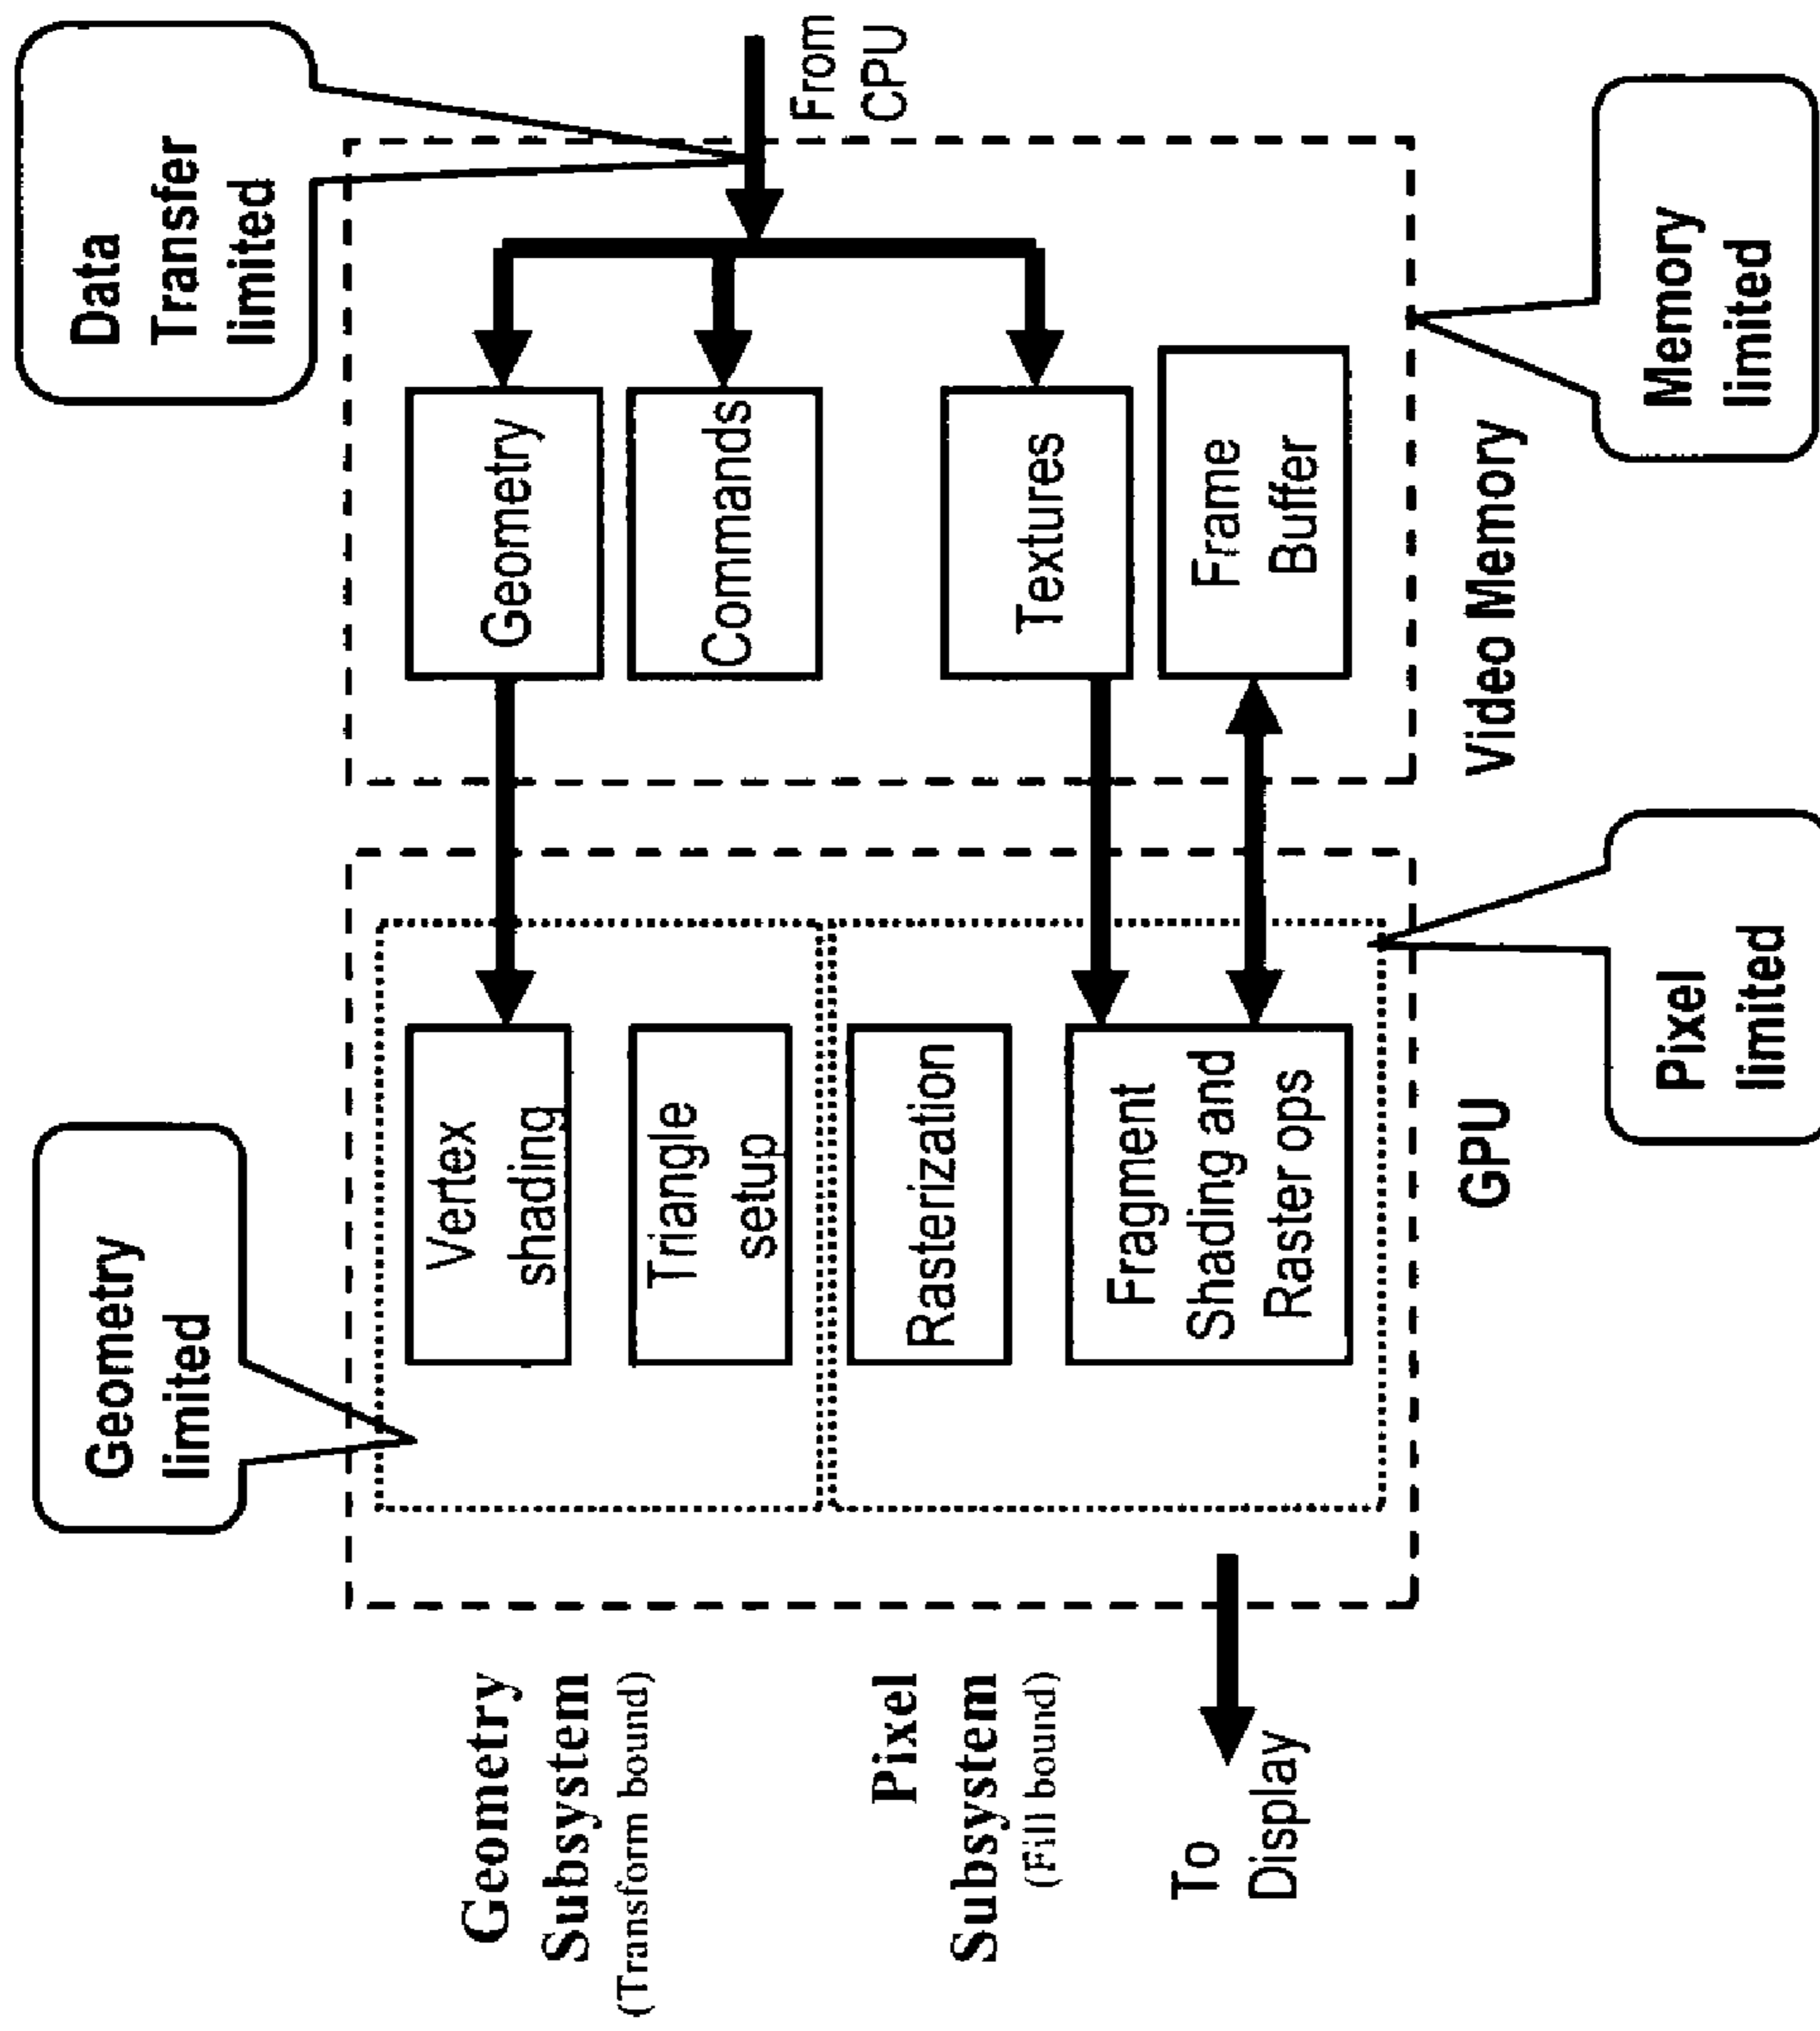 Geometry
limited
Data
Transfer
limited
Geometry
Subsystem
(Transform bound)
Pixel
Subsystem
(Fill bound)
To
Display
Vertex
shading
Triangle
setup
Rasterization
Fragment
Shading and
Raster ops
GPU
Geometry
Commands
Textures
Frame
Buffer
Video Memory
From
CPU
Pixel
limited
Memory
limited